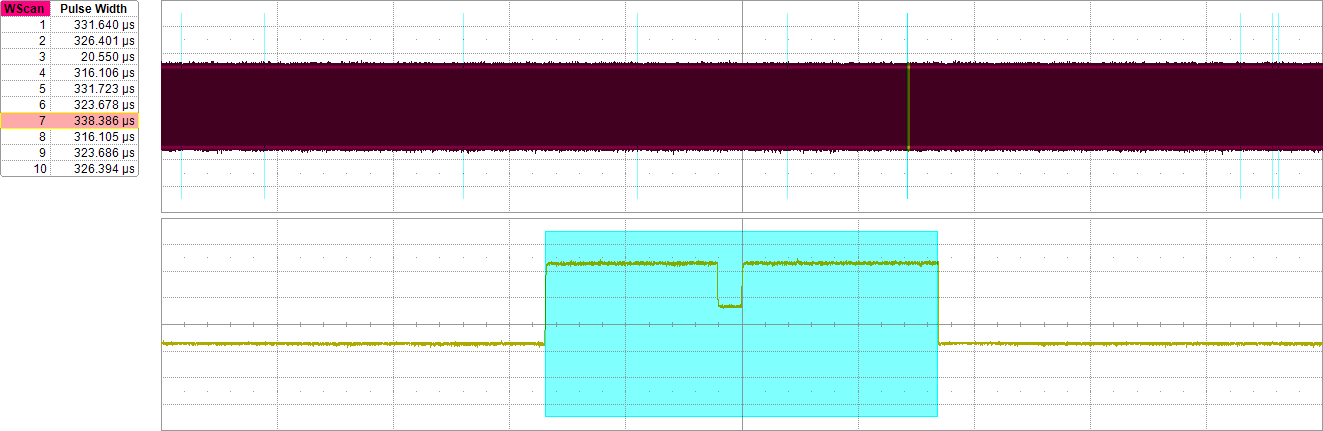 WScan Pulse Width
1 331.640 µs
2 326.401 µs
3 20.550 µs
4 316.106 µs
5 331.723 µs
6 323.678 µs
7 338.386 µs
8 316.105 µs
9 323.686 µs
10 326.394 µs